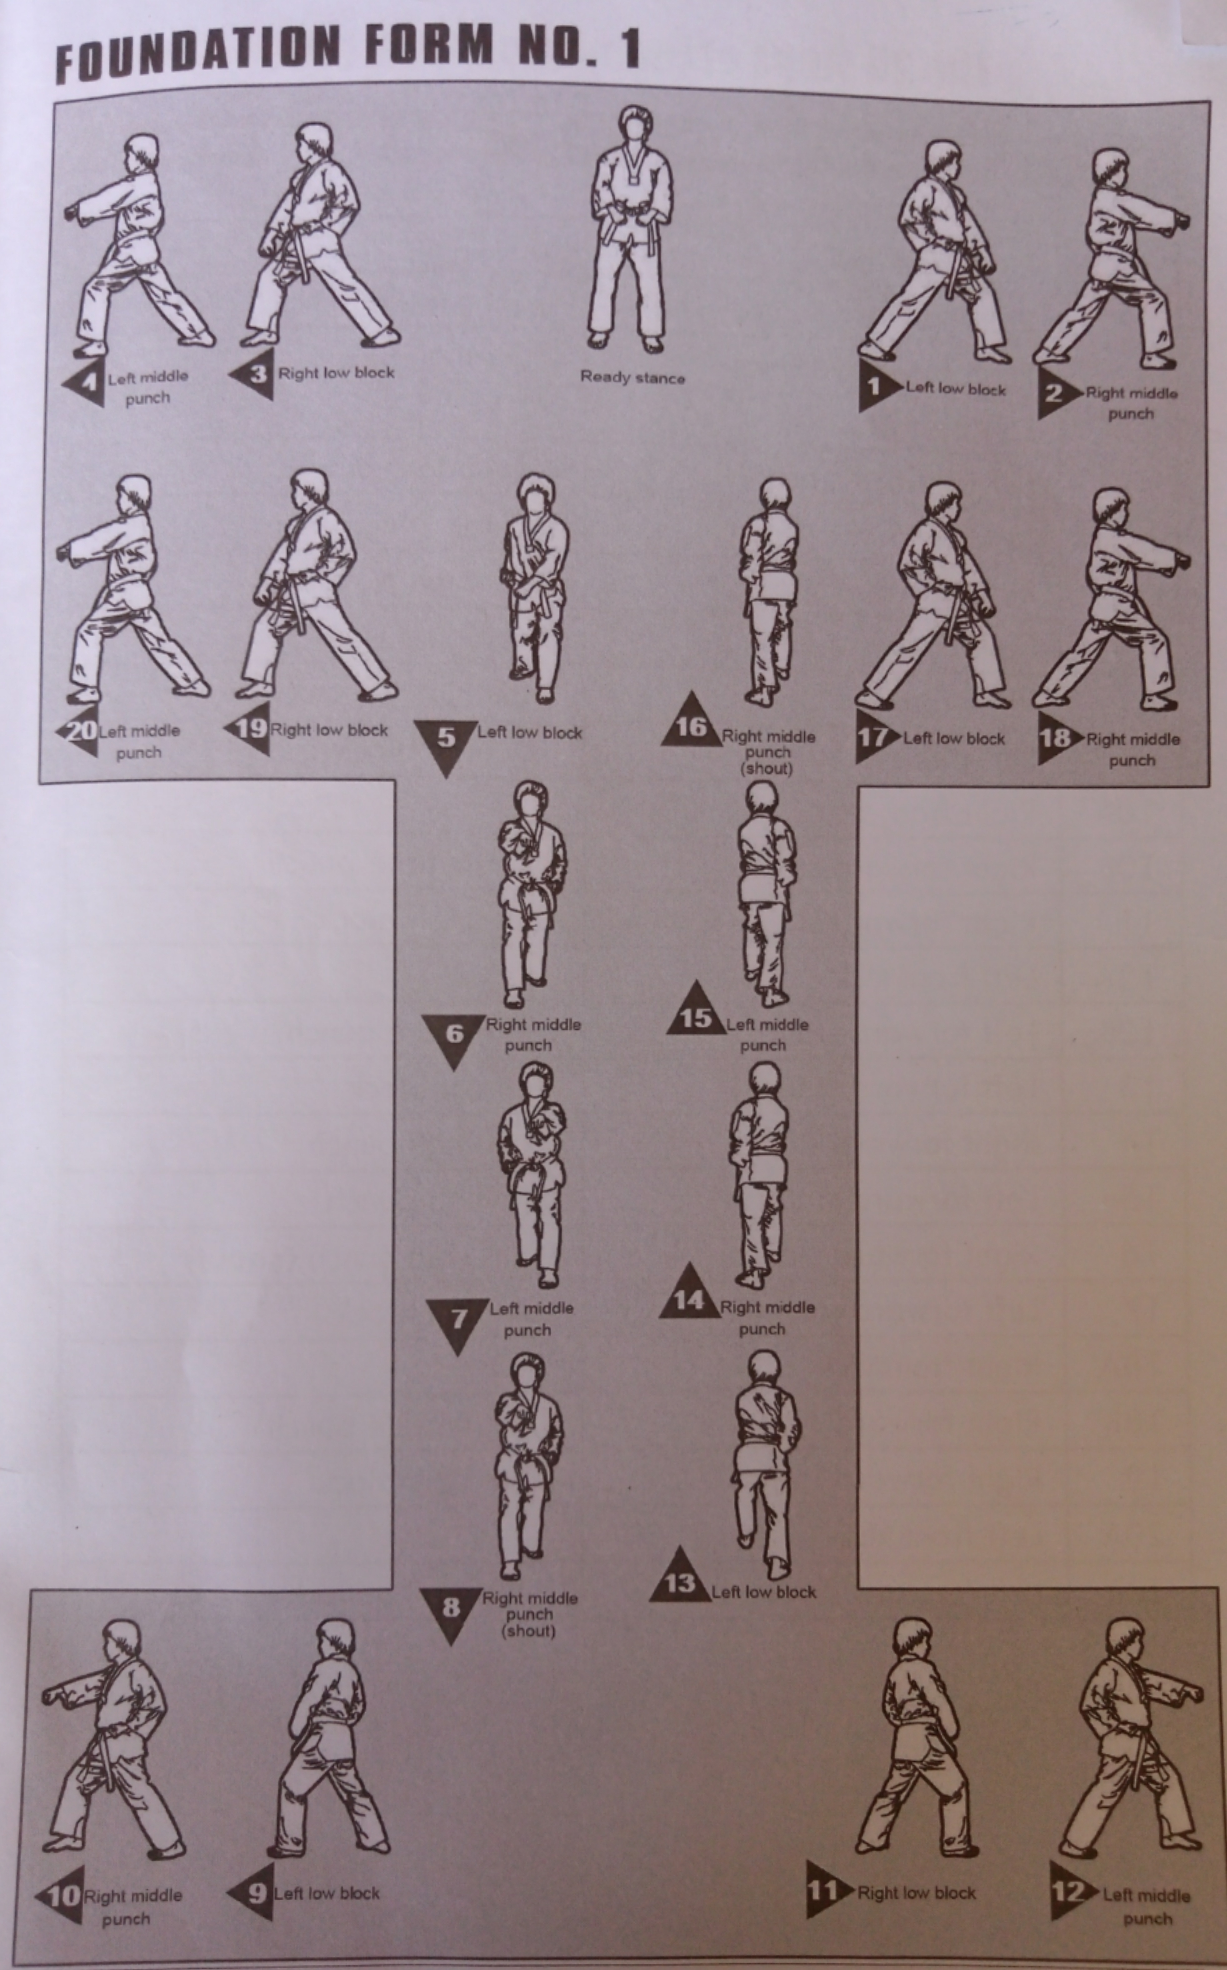 FOUNDATION FORM NO. 1
4 Left middle
punch
3 Right low block
Ready stance
1 Left low block
2 Right middle
punch
20 Left middle
punch
19 Right low block
5 Left low block
16 Right middle
punch
(shout)
17 Left low block
18 Right middle
punch
6 Right middle
punch
15 Left middle
punch
7 Left middle
punch
14 Right middle
punch
8 Right middle
punch
(shout)
13 Left low block
10 Right middle
punch
9 Left low block
11 Right low block
12 Left middle
punch